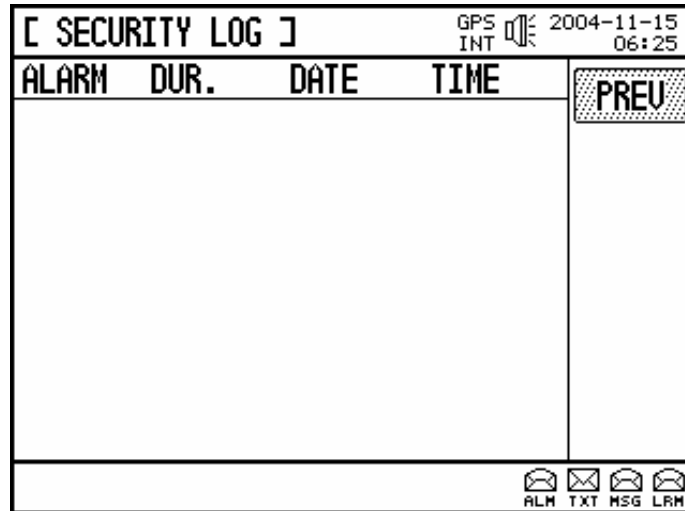 [ SECURITY LOG ] GPS INT 2004-11-15 06:25
ALARM DUR. DATE TIME
PREV
ALM TXT MSG LRM